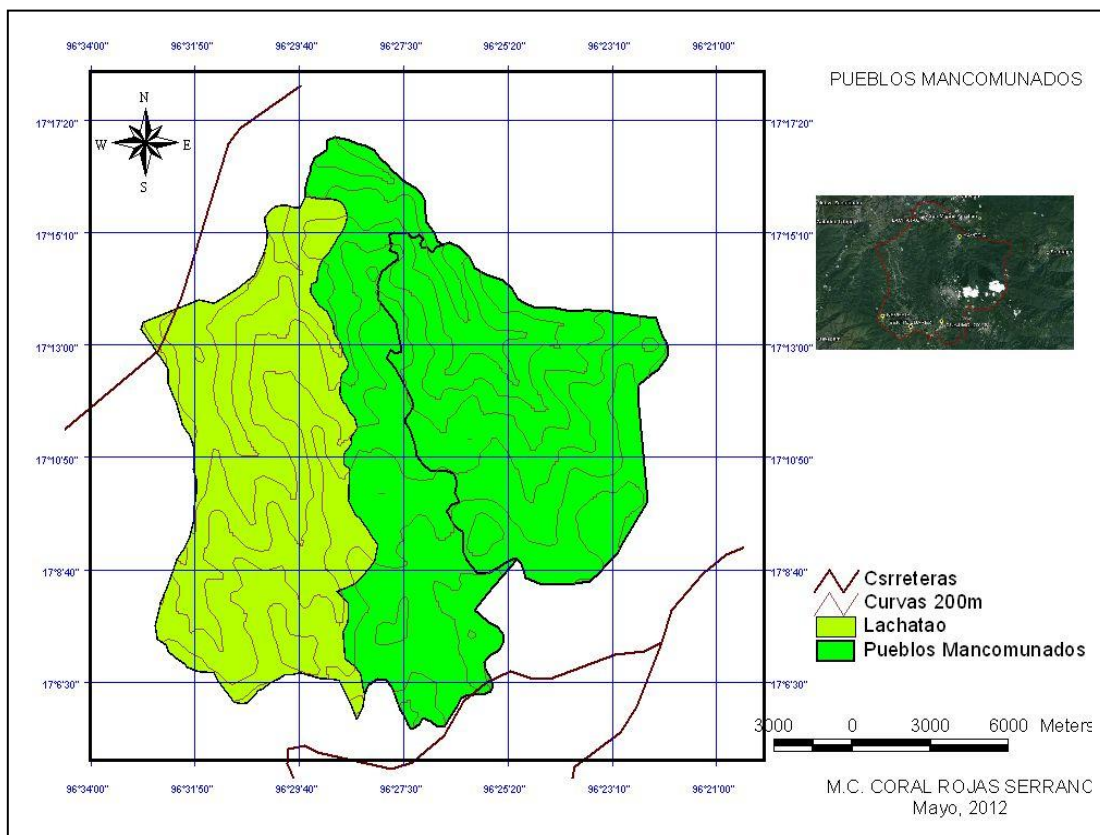 96°34'00" 96°31'50" 96°29'40" 96°27'30" 96°25'20" 96°23'10" 96°21'00"
PUEBLOS MANCOMUNADOS
17°17'20" 17°17'20"
N
W E
S
17°15'10" 17°15'10"
17°13'00" 17°13'00"
17°10'50" 17°10'50"
17°8'40" 17°8'40"
Csrreteras
Curvas 200m
Lachatao
Pueblos Mancomunados
17°6'30" 17°6'30"
3000 0 3000 6000 Meters
96°34'00" 96°31'50" 96°29'40" 96°27'30" 96°25'20" 96°23'10" 96°21'00"
M.C. CORAL ROJAS SERRANO
Mayo, 2012